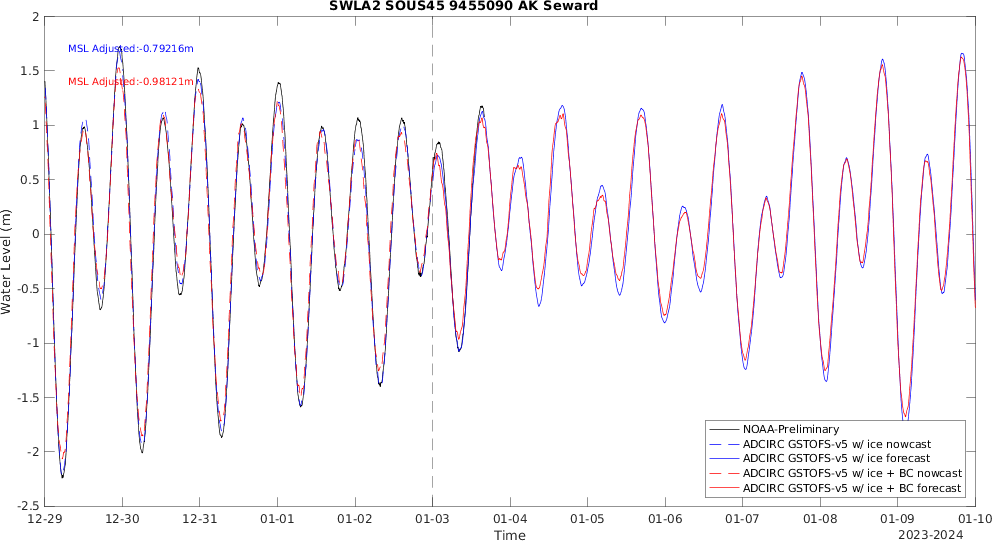 SWLA2 SOUS45 9455090 AK Seward
MSL Adjusted:-0.79216m
MSL Adjusted:-0.98121m
Water Level (m)
2
1.5
1
0.5
0
-0.5
-1
-1.5
-2
-2.5
NOAA-Preliminary
ADCIRC GSTOFS-v5 w/ ice nowcast
ADCIRC GSTOFS-v5 w/ ice forecast
ADCIRC GSTOFS-v5 w/ ice + BC nowcast
ADCIRC GSTOFS-v5 w/ ice + BC forecast
12-29 12-30 12-31 01-01 01-02 01-03 01-04 01-05 01-06 01-07 01-08 01-09 01-10
Time
2023-2024